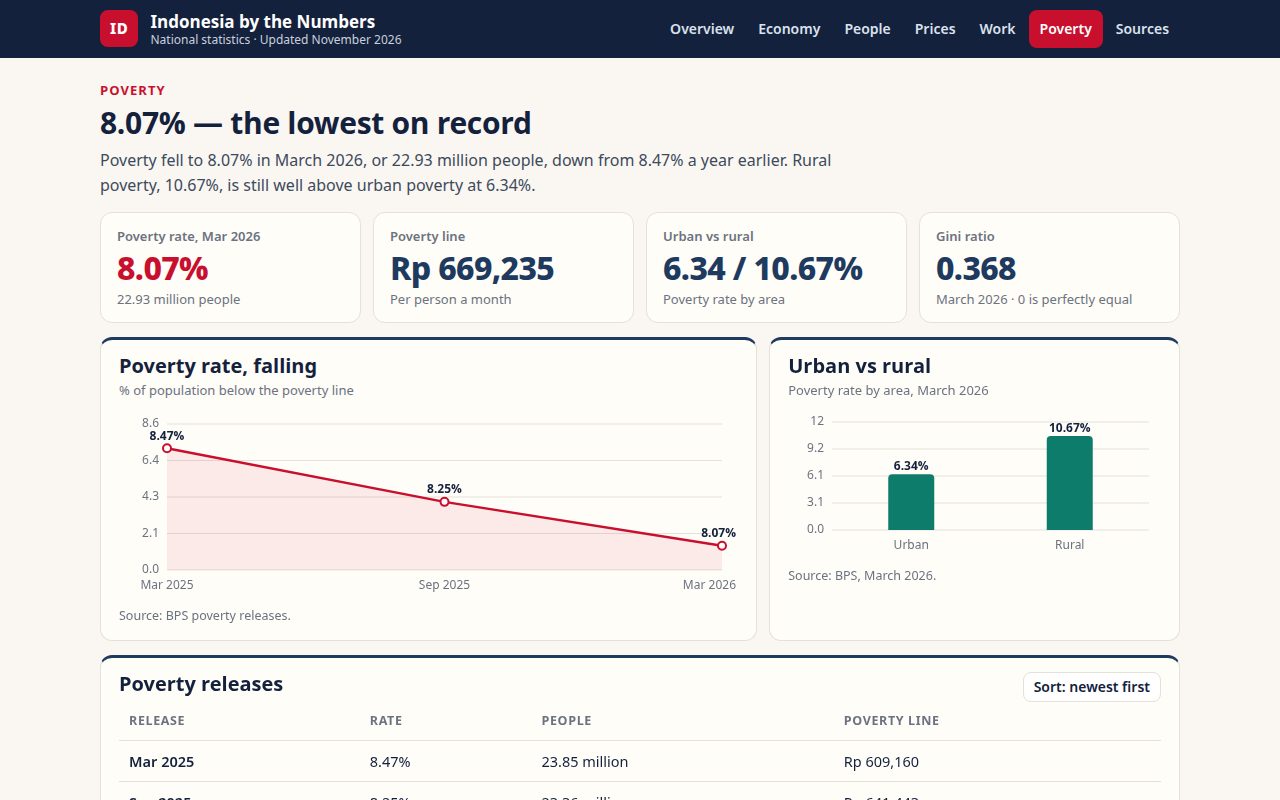 ID
Indonesia by the Numbers
National statistics · Updated November 2026
Overview
Economy
People
Prices
Work
Poverty
Sources
POVERTY
8.07% — the lowest on record
Poverty fell to 8.07% in March 2026, or 22.93 million people, down from 8.47% a year earlier. Rural
poverty, 10.67%, is still well above urban poverty at 6.34%.
Poverty rate, Mar 2026
8.07%
22.93 million people
Poverty line
Rp 669,235
Per person a month
Urban vs rural
6.34 / 10.67%
Poverty rate by area
Gini ratio
0.368
March 2026 · 0 is perfectly equal
Poverty rate, falling
% of population below the poverty line
8.6
6.4
4.3
2.1
0.0
8.47%
8.25%
8.07%
Mar 2025
Sep 2025
Mar 2026
Source: BPS poverty releases.
Urban vs rural
Poverty rate by area, March 2026
12
9.2
6.1
3.1
0.0
6.34%
10.67%
Urban
Rural
Source: BPS, March 2026.
Poverty releases
Sort: newest first
RELEASE PEOPLE RATE POVERTY LINE
Mar 2025 8.47% 23.85 million Rp 609,160